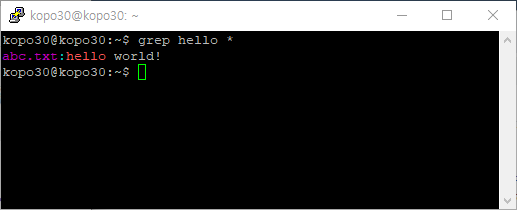 kopo30@kopo30: ~
kopo30@kopo30:~$ grep hello *
abc.txt:hello world!
kopo30@kopo30:~$